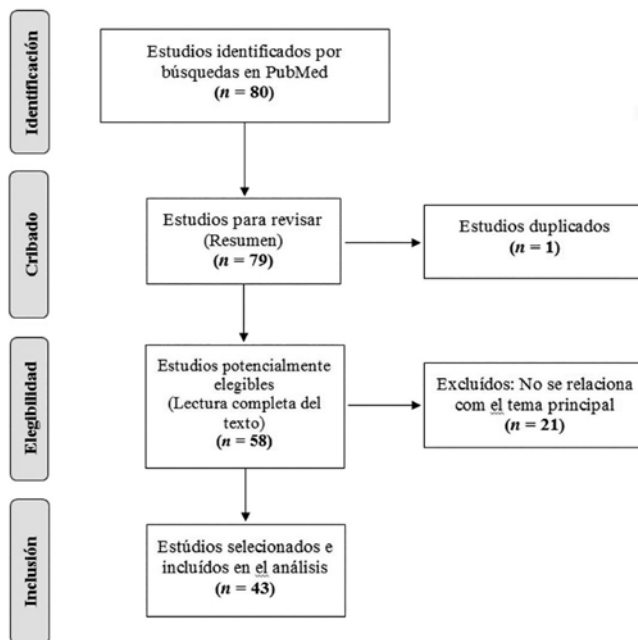 Identificación
Estudios identificados por
búsquedas en PubMed
(n = 80)
Cribado
Estudios para revisar
(Resumen)
(n = 79)
Estudios duplicados
(n = 1)
Elegibilidad
Estudios potencialmente
elegibles
(Lectura completa del
texto)
(n = 58)
Excluídos: No se relaciona
com el tema principal
(n = 21)
Inclusión
Estúdios selecionados e
incluídos en el análisis
(n = 43)